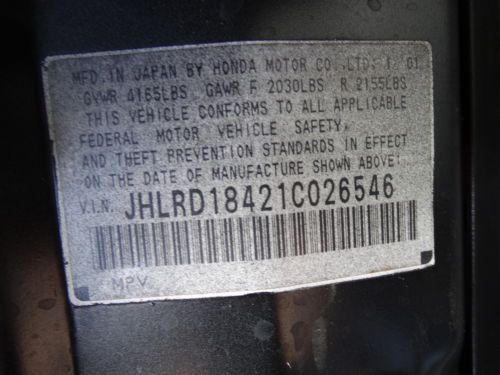 MFD. IN JAPAN BY HONDA MOTOR CO.,LTD. 1 01
GVWR 4165LBS GAWR F 2030LBS R 2155LBS
THIS VEHICLE CONFORMS TO ALL APPLICABLE
FEDERAL MOTOR VEHICLE SAFETY,
AND THEFT PREVENTION STANDARDS IN EFFECT
ON THE DATE OF MANUFACTURE SHOWN ABOVE.
V.I.N. JHLRD18421C026546
MPV